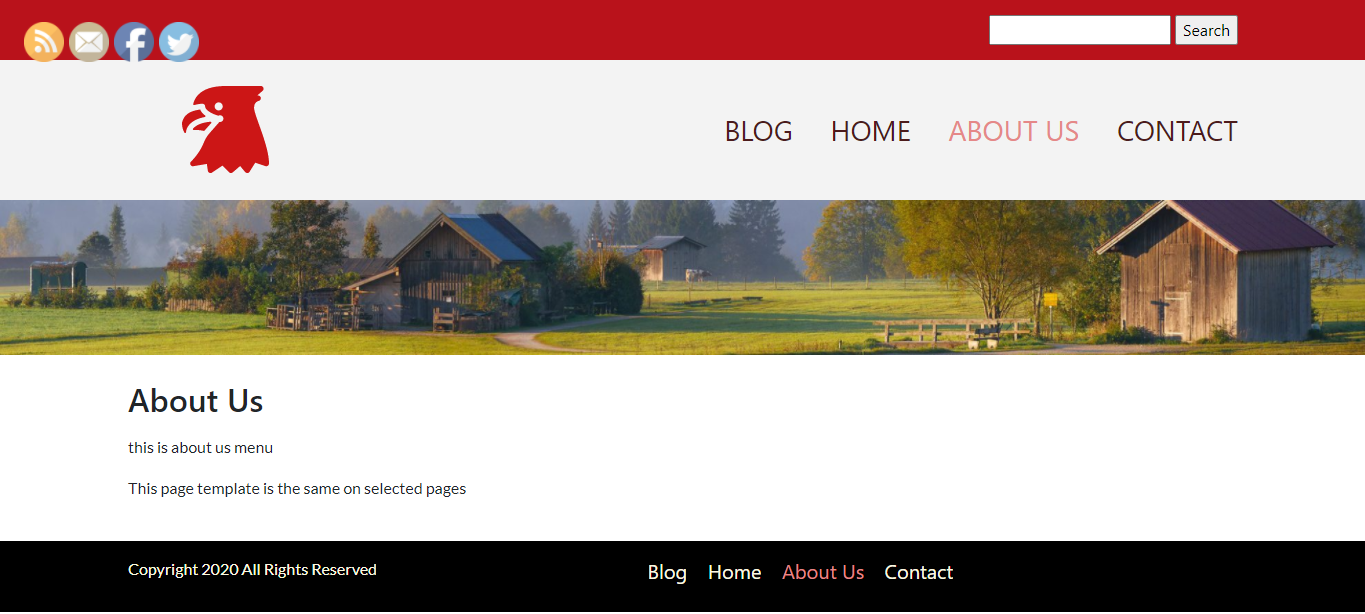 Search
BLOG HOME ABOUT US CONTACT
About Us
this is about us menu
This page template is the same on selected pages
Copyright 2020 All Rights Reserved
Blog Home About Us Contact